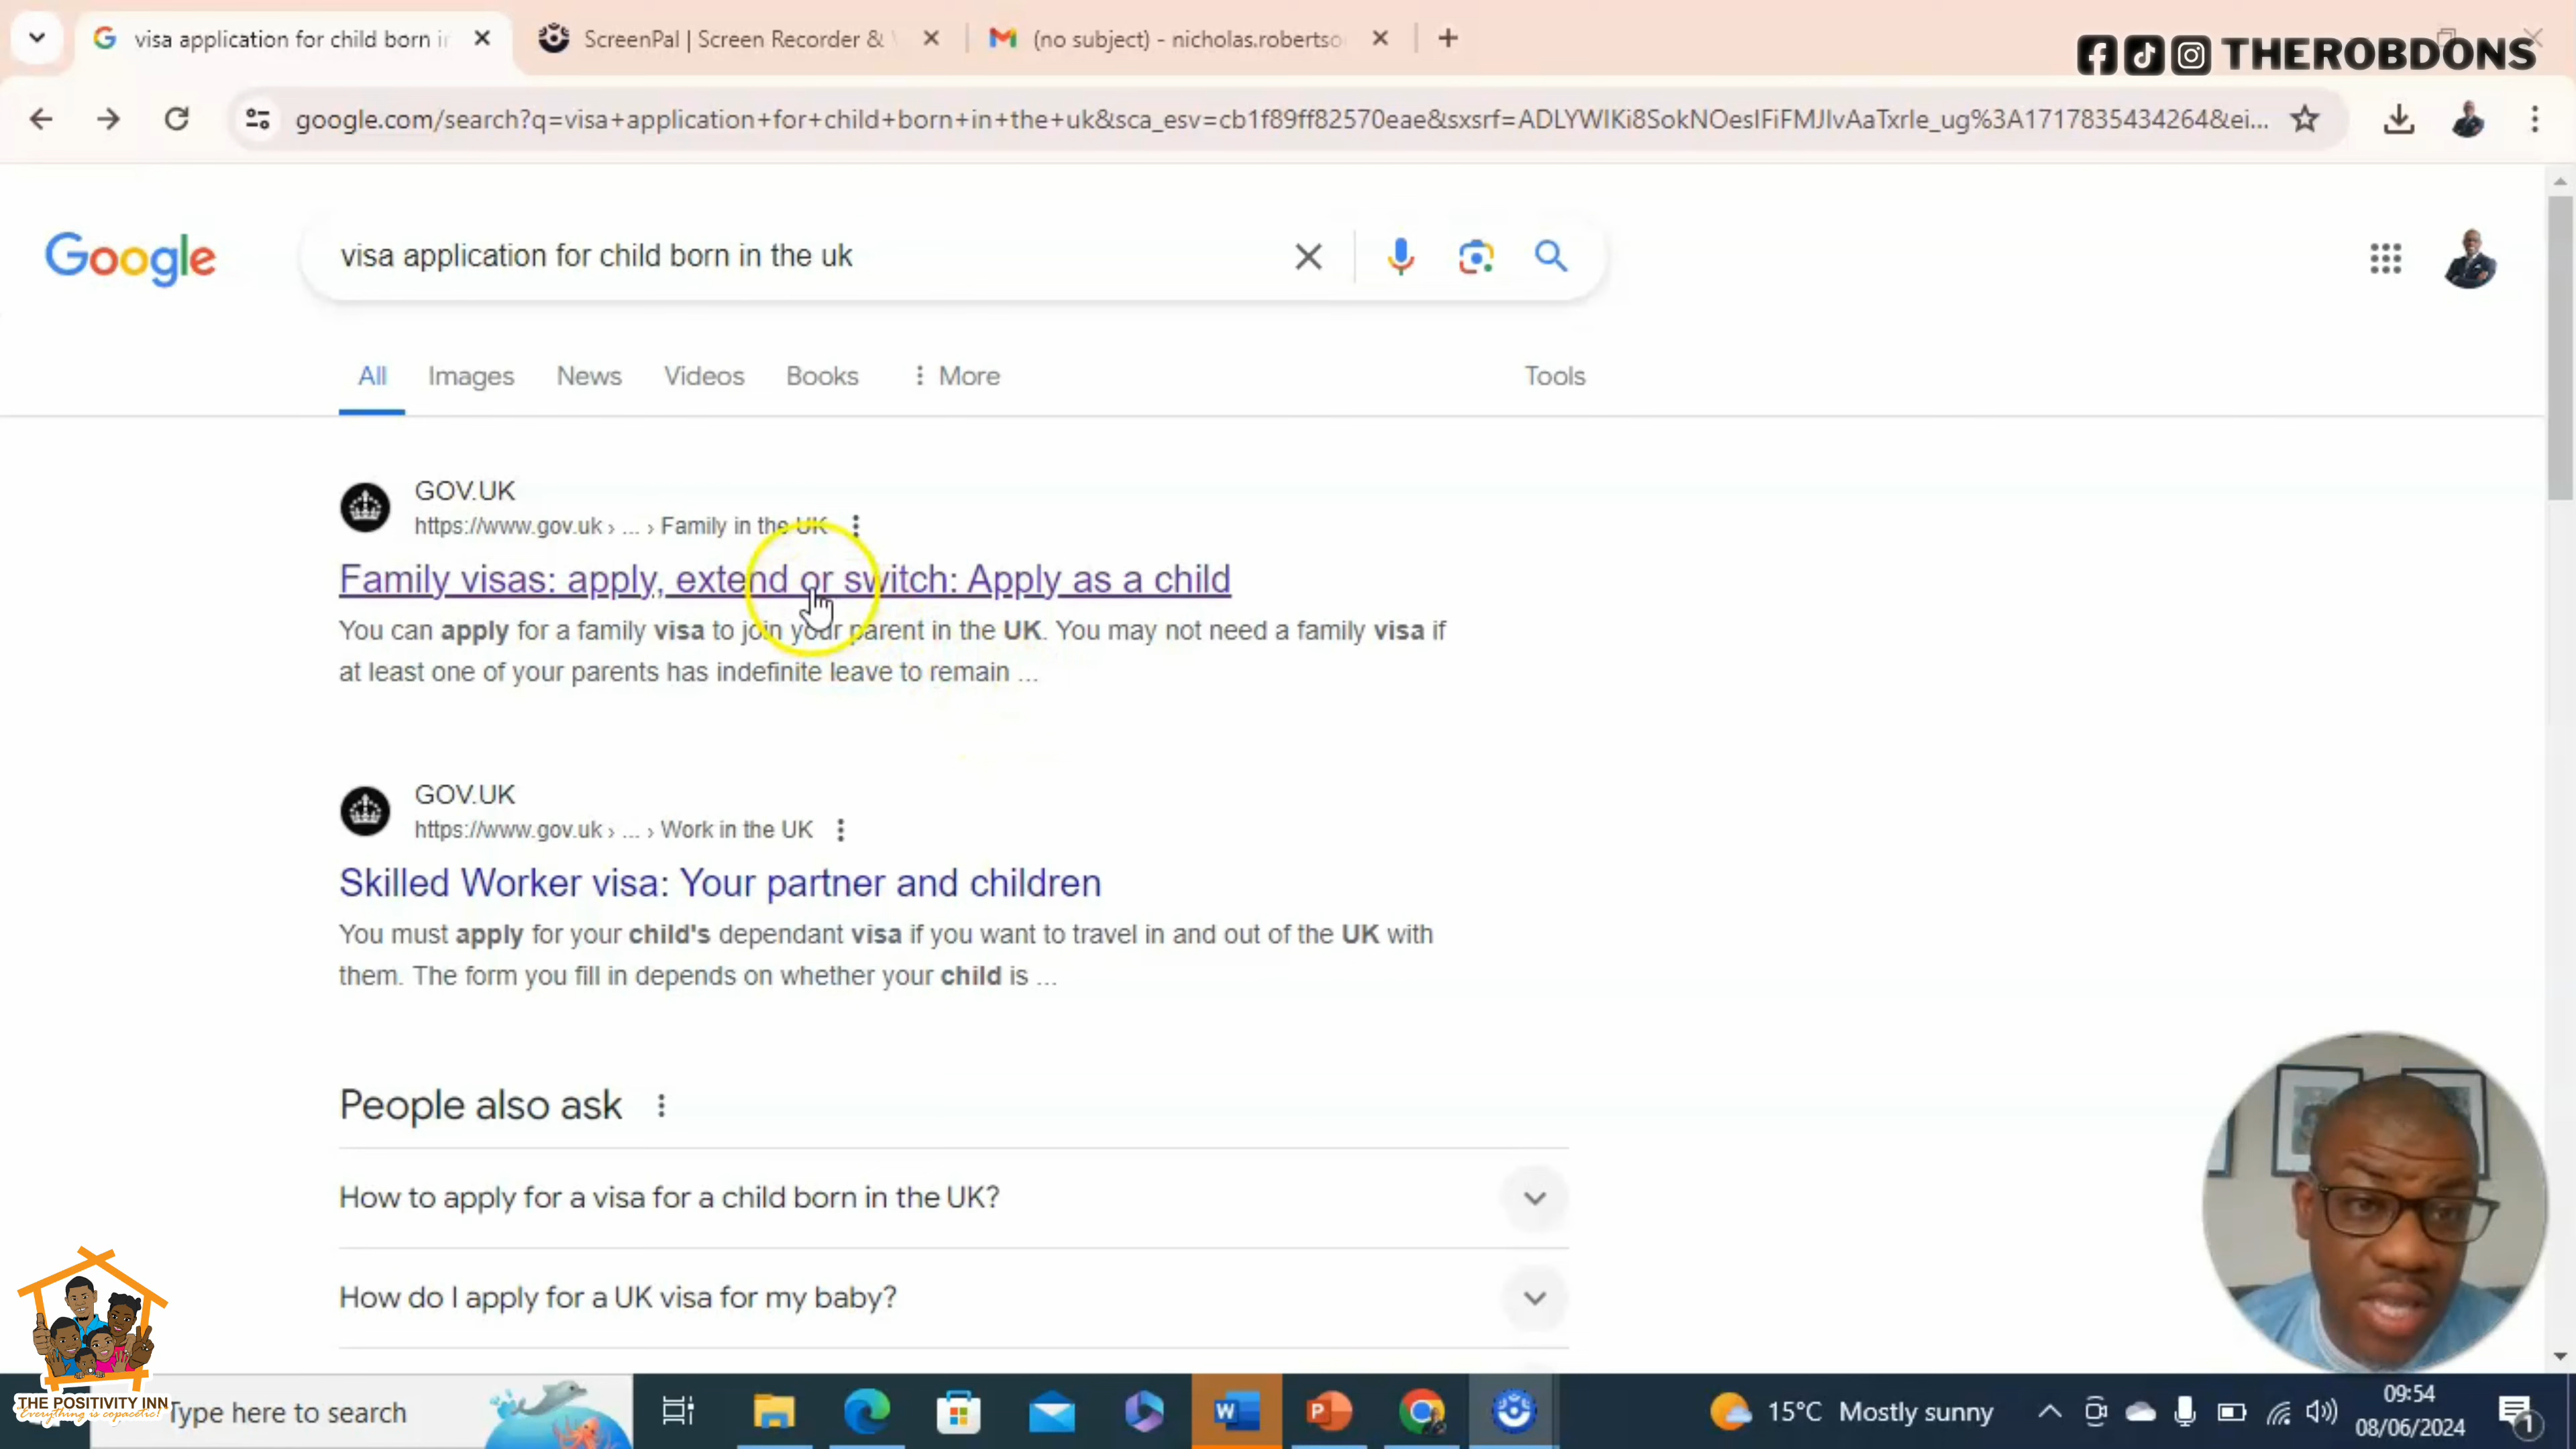 visa application for child born in
ScreenPal | Screen Recorder &
(no subject) - nicholas.robertso
THEROBDONS
google.com/search?q=visa+application+for+child+born+in+the+uk&sca_esv=cb1f89ff82570eae&sxsrf=ADLYWIKi8SokNOesIFiFMJIvAaTxrIe_ug%3A1717835434264&ei...
Google
visa application for child born in the uk
All
Images
News
Videos
Books
More
Tools
GOV.UK
https://www.gov.uk › ... › Family in the UK
Family visas: apply, extend or switch: Apply as a child
You can apply for a family visa to join your parent in the UK. You may not need a family visa if
at least one of your parents has indefinite leave to remain ...
GOV.UK
https://www.gov.uk › ... › Work in the UK
Skilled Worker visa: Your partner and children
You must apply for your child's dependant visa if you want to travel in and out of the UK with
them. The form you fill in depends on whether your child is ...
People also ask
How to apply for a visa for a child born in the UK?
How do I apply for a UK visa for my baby?
THE POSITIVITY INN
Everything is copacetic!
Type here to search
15°C Mostly sunny
09:54
08/06/2024
1